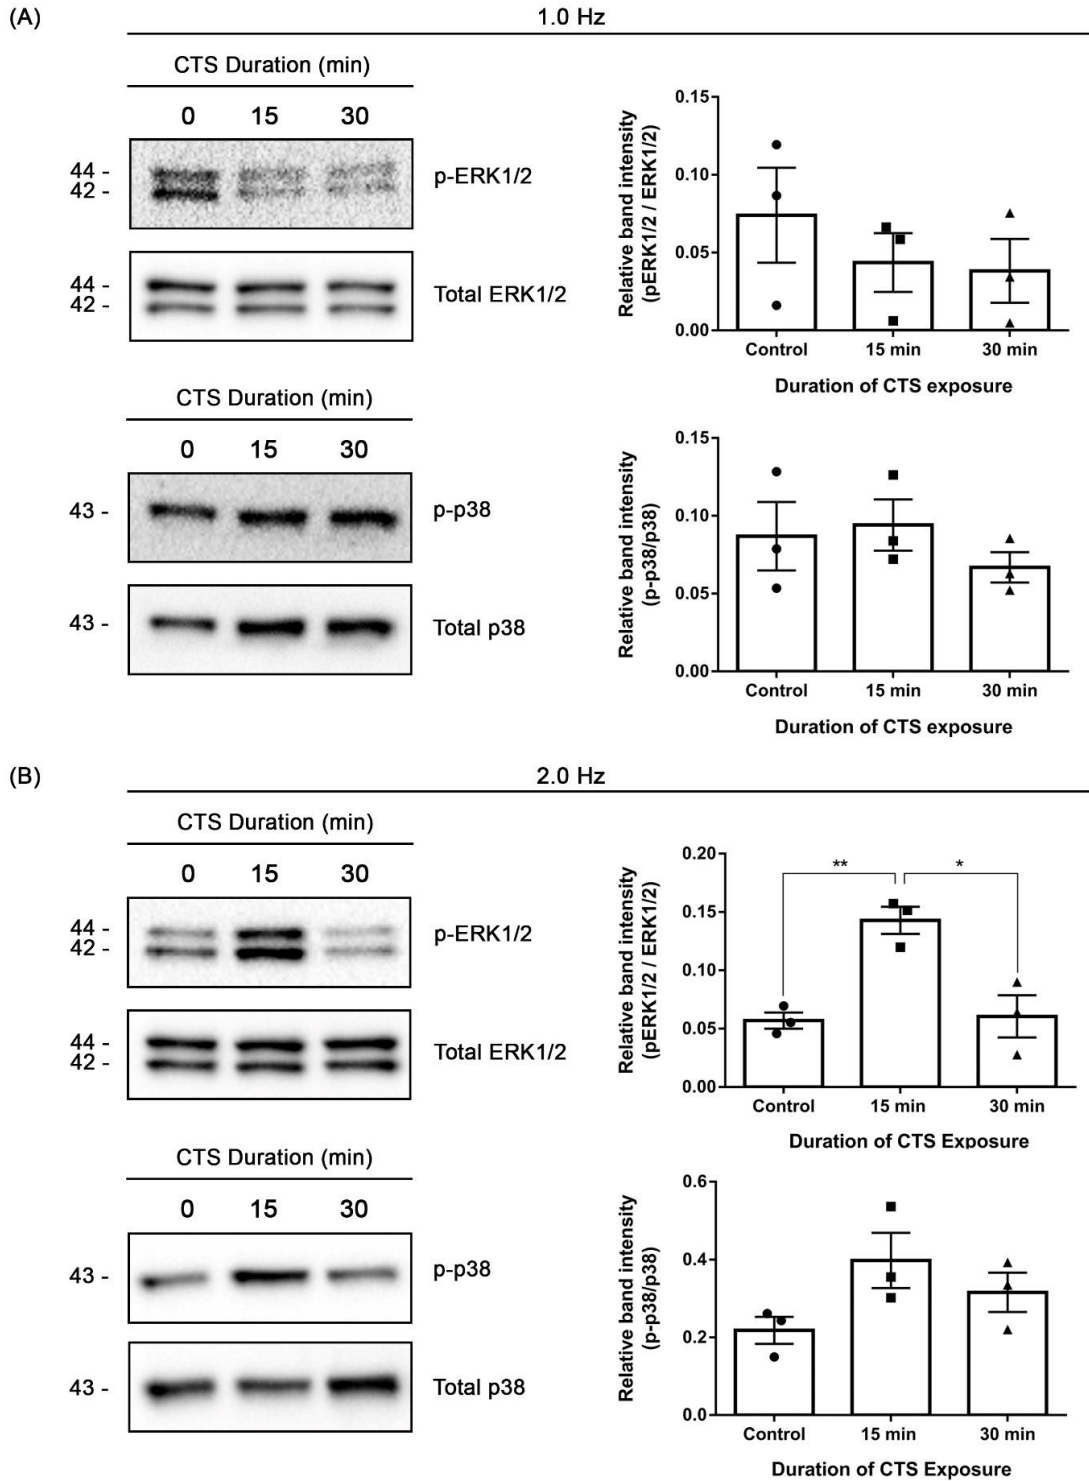 (A)
1.0 Hz
CTS Duration (min)
0 15 30
44 -
42 -
p-ERK1/2
44 -
42 -
Total ERK1/2
Relative band intensity
(pERK1/2 / ERK1/2)
0.15
0.10
0.05
0.00
Control 15 min 30 min
Duration of CTS exposure
CTS Duration (min)
0 15 30
43 -
p-p38
43 -
Total p38
Relative band intensity
(p-p38/p38)
0.15
0.10
0.05
0.00
Control 15 min 30 min
Duration of CTS exposure
(B)
2.0 Hz
CTS Duration (min)
0 15 30
44 -
42 -
p-ERK1/2
44 -
42 -
Total ERK1/2
Relative band intensity
(pERK1/2 / ERK1/2)
0.20
0.15
0.10
0.05
0.00
** *
Control 15 min 30 min
Duration of CTS Exposure
CTS Duration (min)
0 15 30
43 -
p-p38
43 -
Total p38
Relative band intensity
(p-p38/p38)
0.6
0.4
0.2
0.0
Control 15 min 30 min
Duration of CTS Exposure